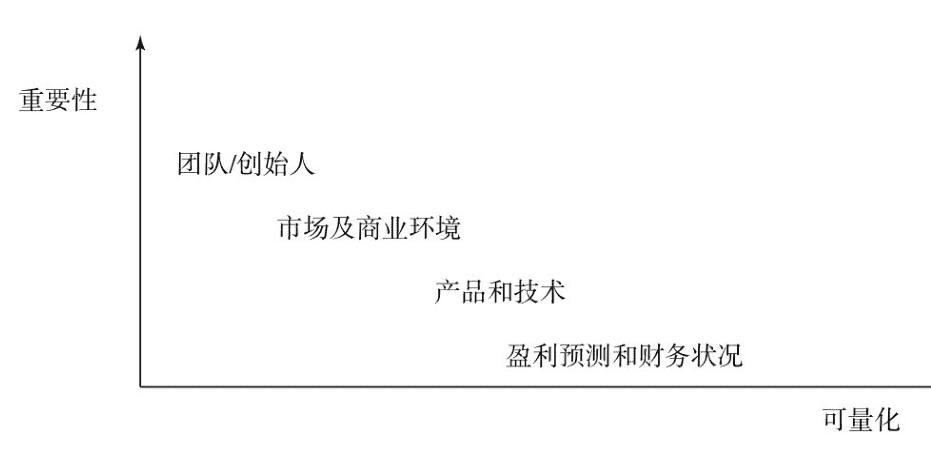 重要性
团队/创始人
市场及商业环境
产品和技术
盈利预测和财务状况
可量化